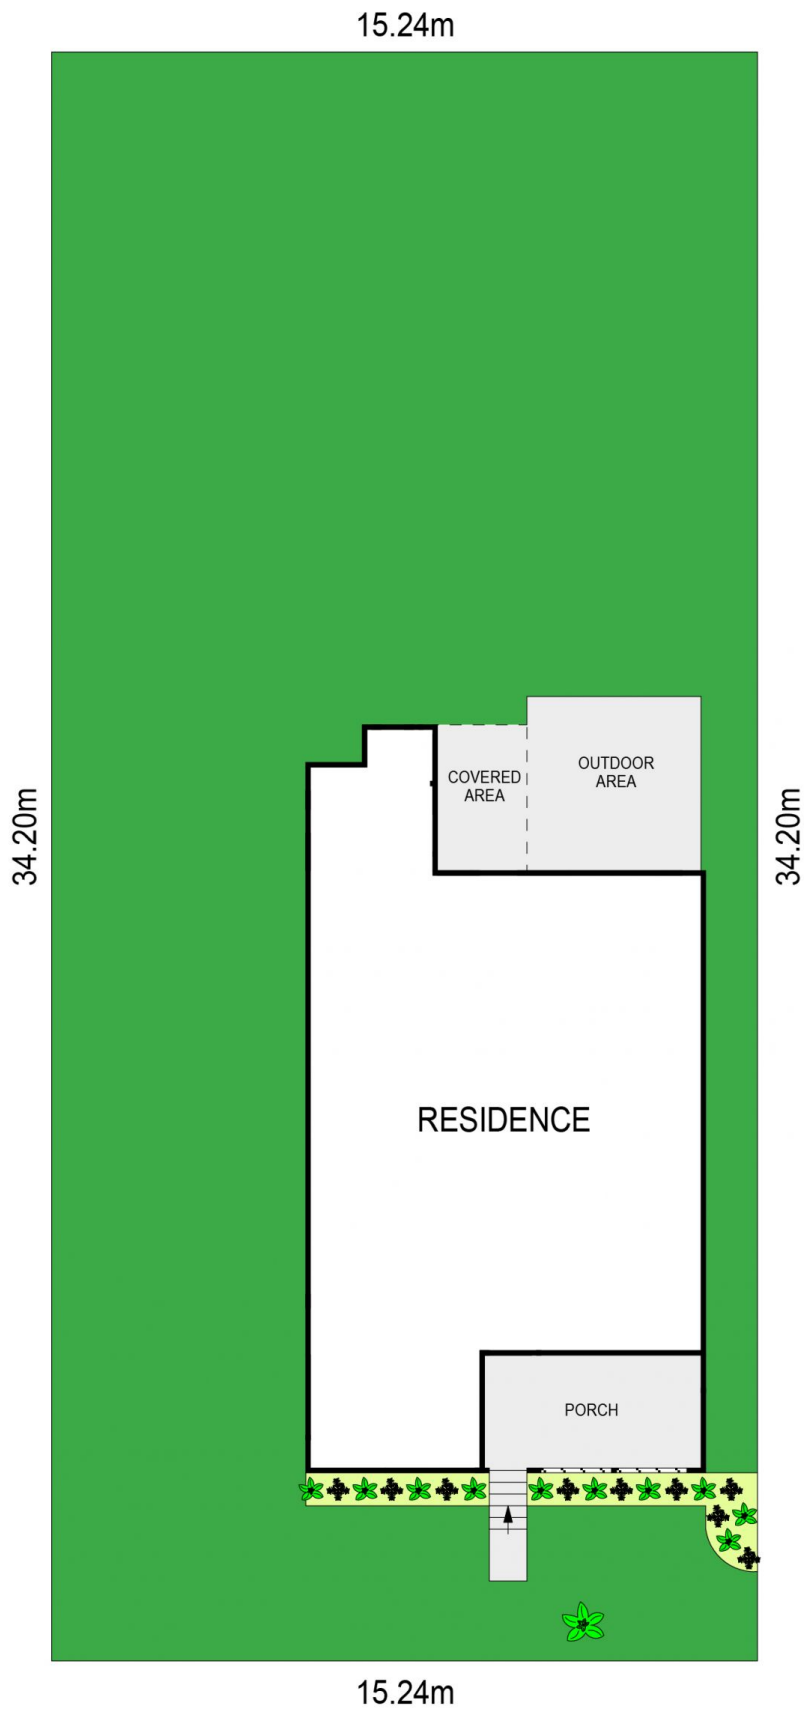 15.24m
COVERED
AREA
OUTDOOR
AREA
34.20m
34.20m
RESIDENCE
PORCH
15.24m